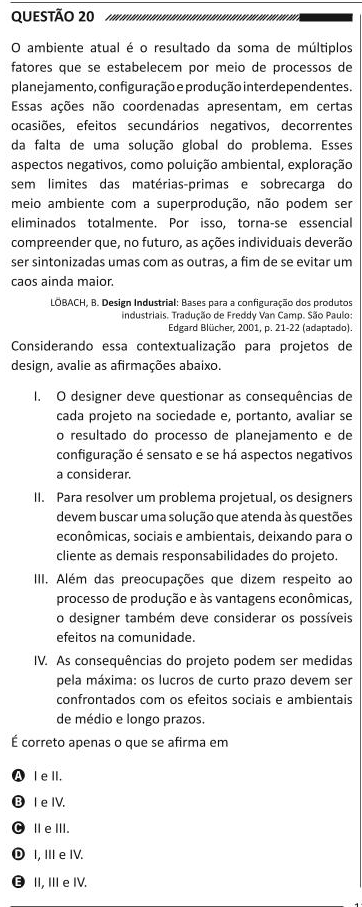 QUESTÃO 20
O ambiente atual é o resultado da soma de múltiplos
fatores que se estabelecem por meio de processos de
planejamento, configuração e produção interdependentes.
Essas ações não coordenadas apresentam, em certas
ocasiões, efeitos secundários negativos, decorrentes
da falta de uma solução global do problema. Esses
aspectos negativos, como poluição ambiental, exploração
sem limites das matérias-primas e sobrecarga do
meio ambiente com a superprodução, não podem ser
eliminados totalmente. Por isso, torna-se essencial
compreender que, no futuro, as ações individuais deverão
ser sintonizadas umas com as outras, a fim de se evitar um
caos ainda maior.
LÖBACH, B. Design Industrial: Bases para a configuração dos produtos
industriais. Tradução de Freddy Van Camp. São Paulo:
Edgard Blücher, 2001, p. 21-22 (adaptado).
Considerando essa contextualização para projetos de
design, avalie as afirmações abaixo.
I. O designer deve questionar as consequências de
cada projeto na sociedade e, portanto, avaliar se
o resultado do processo de planejamento e de
configuração é sensato e se há aspectos negativos
a considerar.
II. Para resolver um problema projetual, os designers
devem buscar uma solução que atenda às questões
econômicas, sociais e ambientais, deixando para o
cliente as demais responsabilidades do projeto.
III. Além das preocupações que dizem respeito ao
processo de produção e às vantagens econômicas,
o designer também deve considerar os possíveis
efeitos na comunidade.
IV. As consequências do projeto podem ser medidas
pela máxima: os lucros de curto prazo devem ser
confrontados com os efeitos sociais e ambientais
de médio e longo prazos.
É correto apenas o que se afirma em
A I e II.
B I e IV.
C II e III.
D I, III e IV.
E II, III e IV.